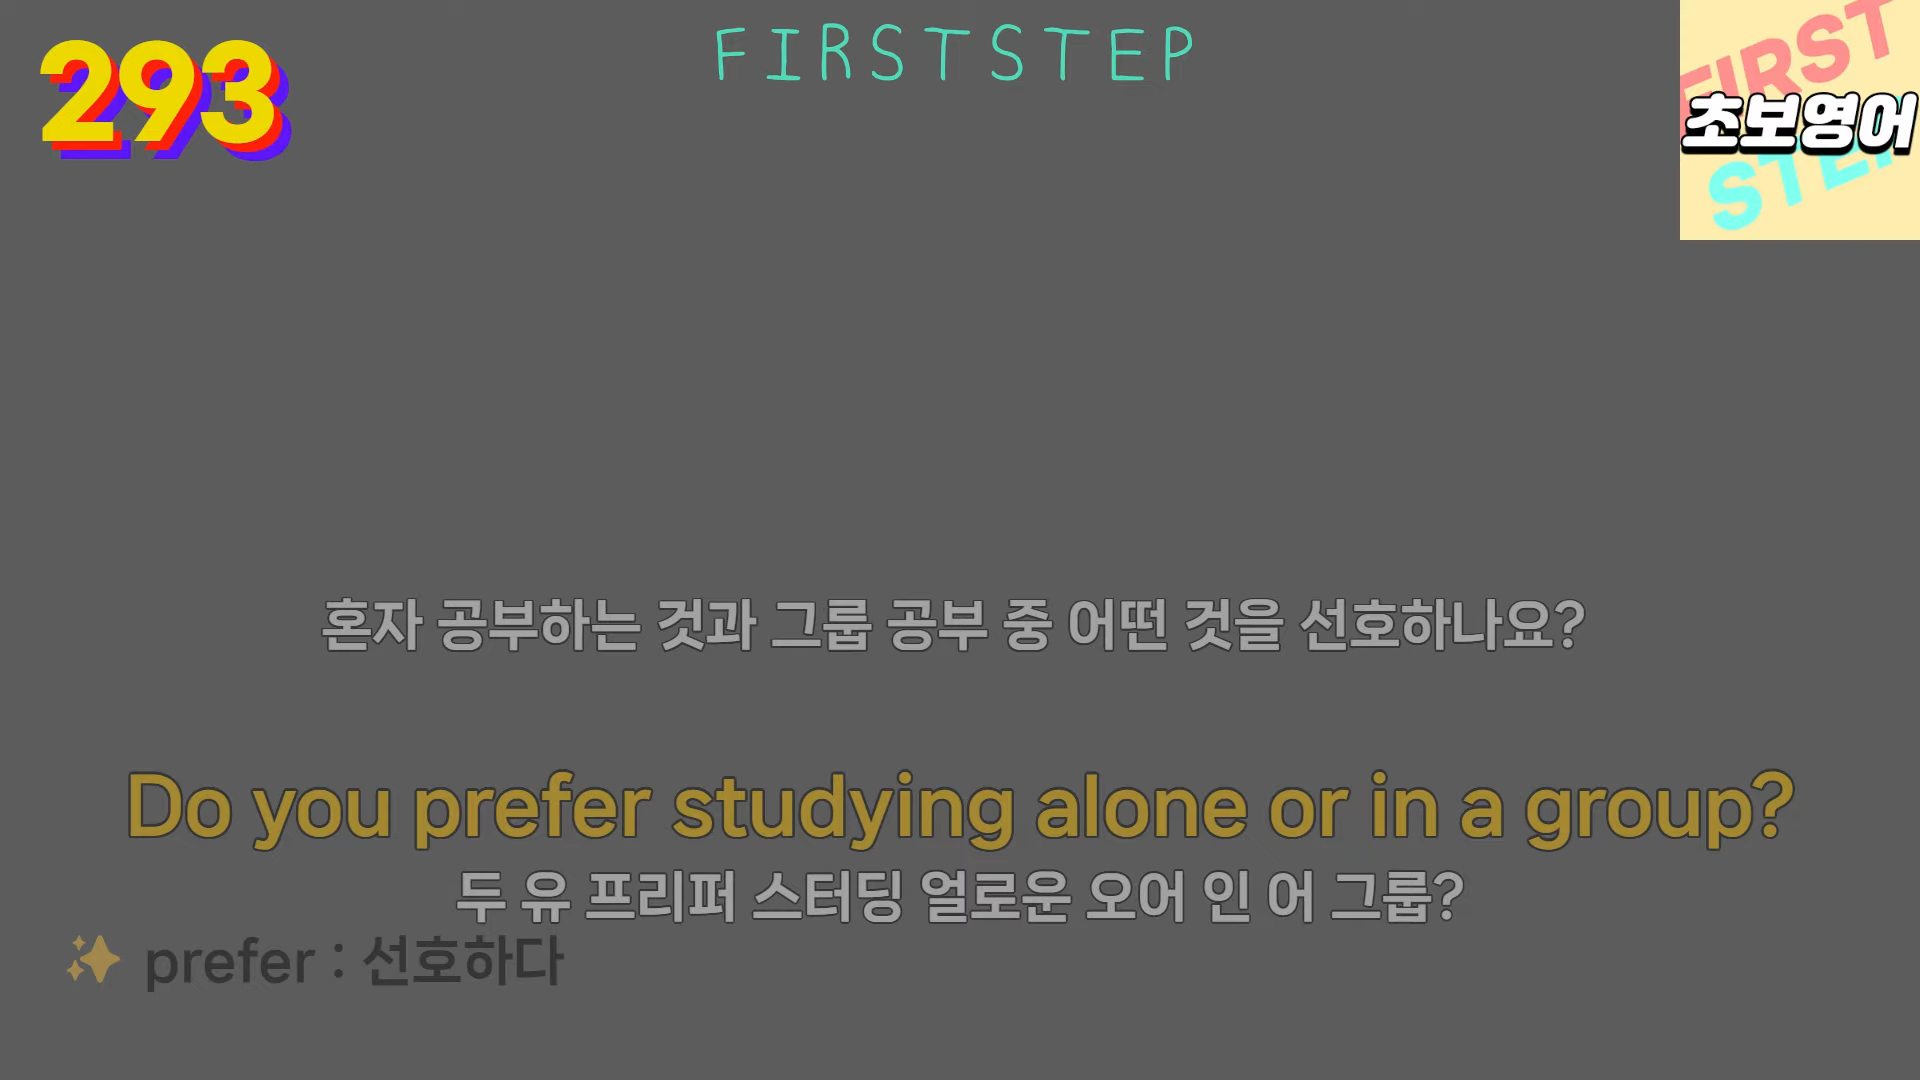 293
FIRSTSTEP
FIRST
초보영어
STEP
혼자 공부하는 것과 그룹 공부 중 어떤 것을 선호하나요?
Do you prefer studying alone or in a group?
두 유 프리퍼 스터딩 얼로운 오어 인 어 그룹?
✨ prefer : 선호하다